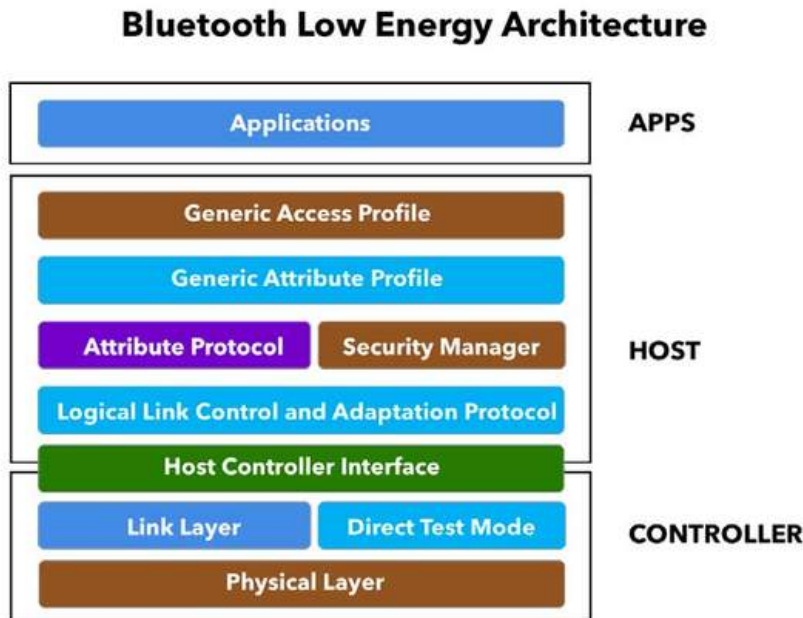 Bluetooth Low Energy Architecture
Applications
APPS
Generic Access Profile
Generic Attribute Profile
Attribute Protocol
Security Manager
HOST
Logical Link Control and Adaptation Protocol
Host Controller Interface
Link Layer
Direct Test Mode
CONTROLLER
Physical Layer